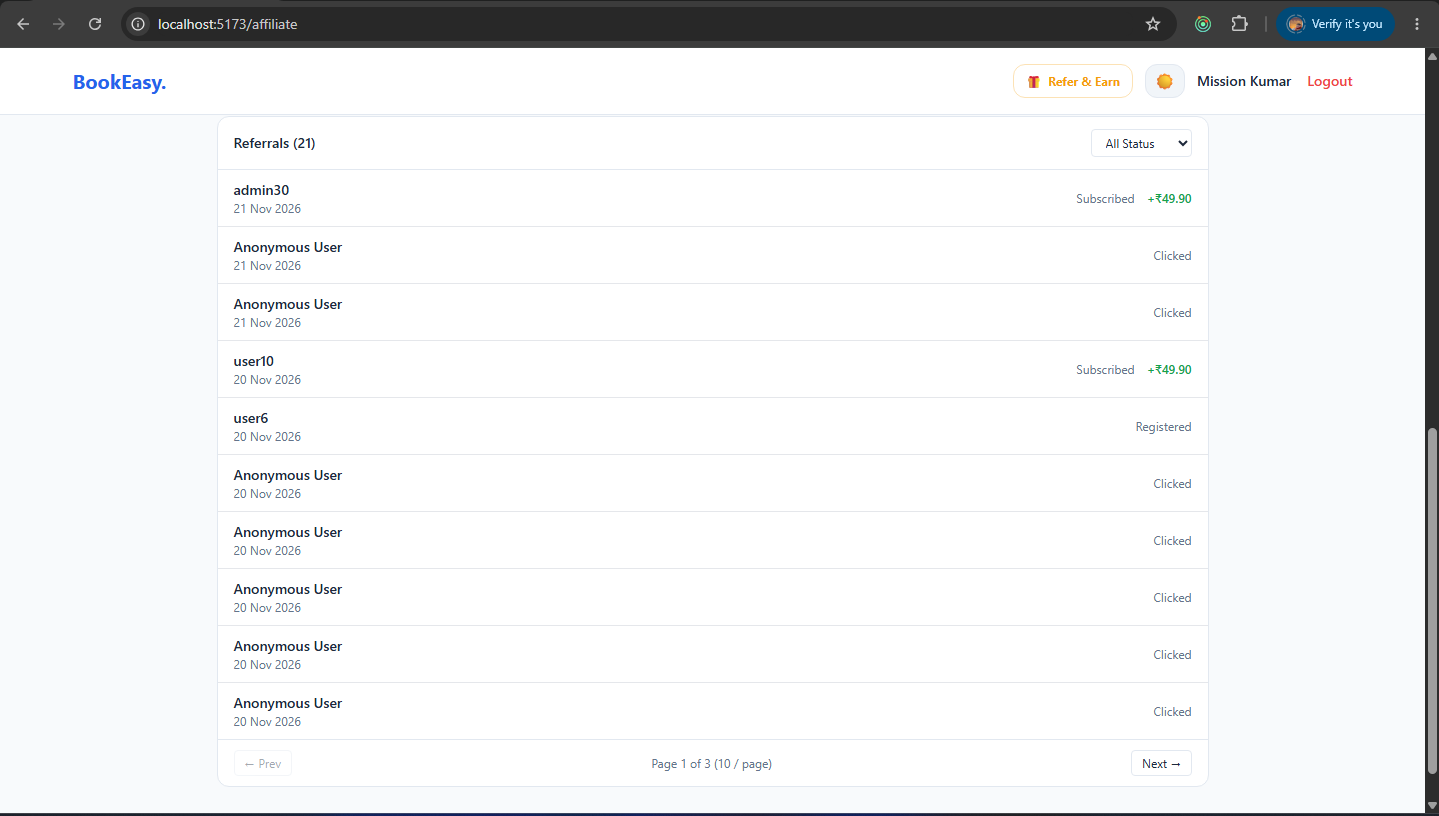 localhost:5173/affiliate
Verify it's you
BookEasy.
Refer & Earn
Mission Kumar
Logout
Referrals (21)
All Status
admin30
21 Nov 2026
Subscribed +₹49.90
Anonymous User
21 Nov 2026
Clicked
Anonymous User
21 Nov 2026
Clicked
user10
20 Nov 2026
Subscribed +₹49.90
user6
20 Nov 2026
Registered
Anonymous User
20 Nov 2026
Clicked
Anonymous User
20 Nov 2026
Clicked
Anonymous User
20 Nov 2026
Clicked
Anonymous User
20 Nov 2026
Clicked
Anonymous User
20 Nov 2026
Clicked
← Prev
Page 1 of 3 (10 / page)
Next →